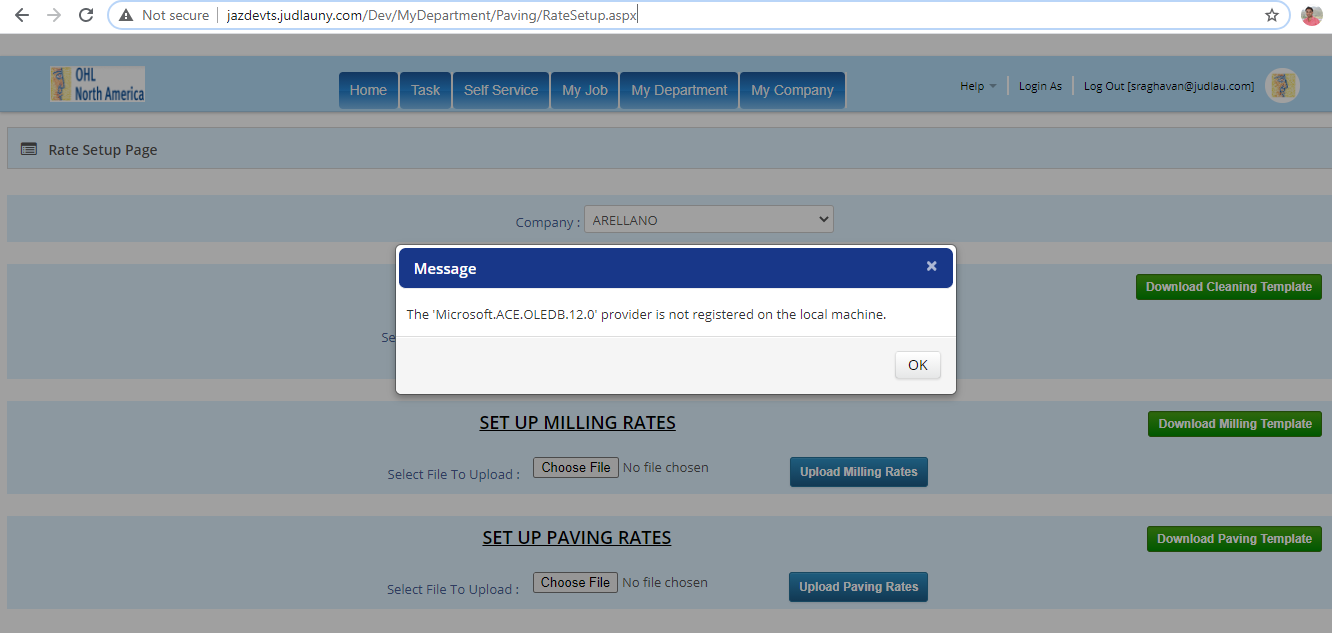 Not secure jazdevts.judlauny.com/Dev/MyDepartment/Paving/RateSetup.aspx
OHL
North America
Home Task Self Service My Job My Department My Company
Help Login As Log Out [sraghavan@judlau.com]
Rate Setup Page
Company : ARELLANO
Message ×
Download Cleaning Template
The 'Microsoft.ACE.OLEDB.12.0' provider is not registered on the local machine.
Se
OK
SET UP MILLING RATES
Download Milling Template
Select File To Upload : Choose File No file chosen Upload Milling Rates
SET UP PAVING RATES
Download Paving Template
Select File To Upload : Choose File No file chosen Upload Paving Rates